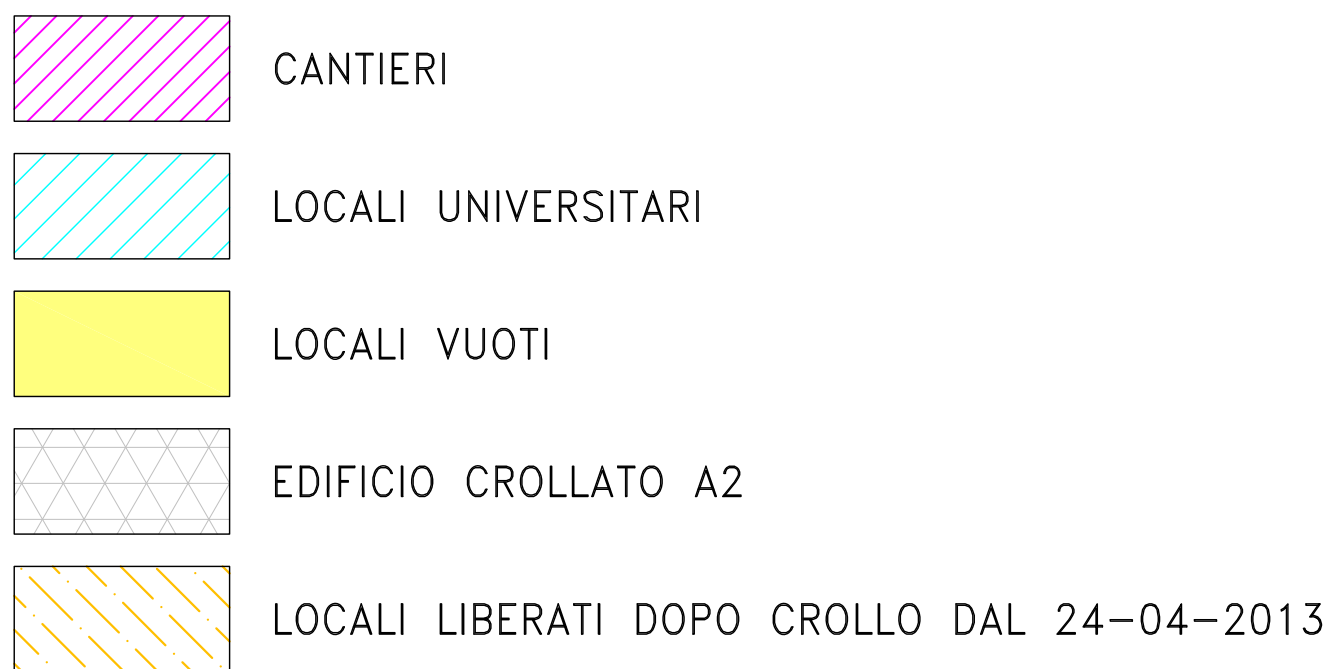 CANTIERI
LOCALI UNIVERSITARI
LOCALI VUOTI
EDIFICIO CROLLATO A2
LOCALI LIBERATI DOPO CROLLO DAL 24-04-2013